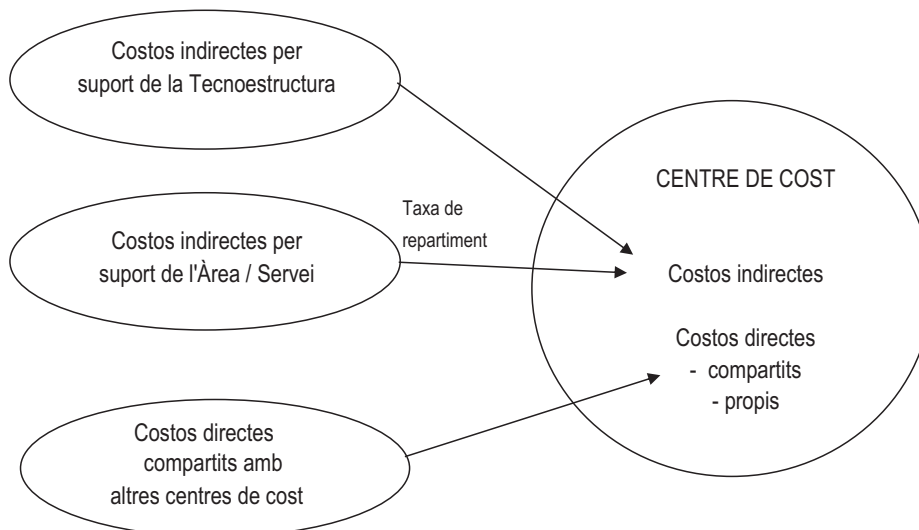 Costos indirectes per
suport de la Tecnoestructura
CENTRE DE COST
Taxa de
repartiment
Costos indirectes per
suport de l'Àrea / Servei
Costos indirectes
Costos directes
- compartits
- propis
Costos directes
compartits amb
altres centres de cost